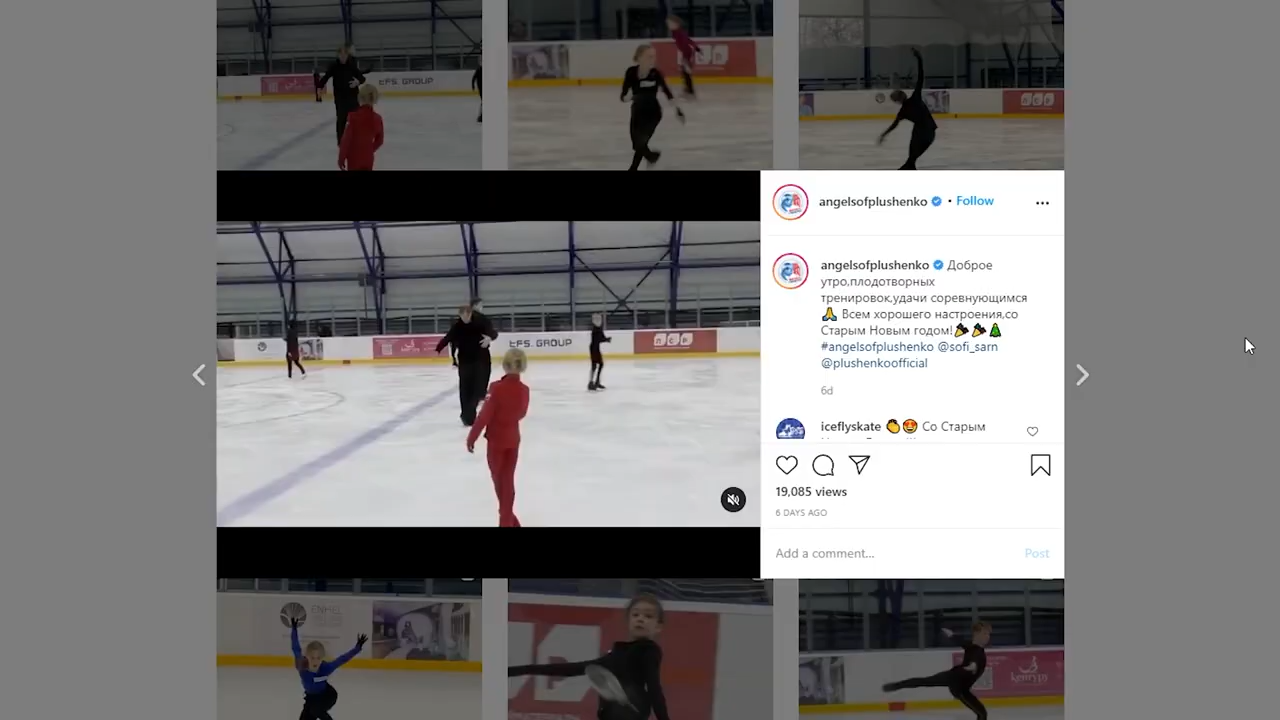 EFS. GROUP
angelsofplushenko • Follow
angelsofplushenko Доброе
утро,плодотворных
тренировок,удачи соревнующимся
🙏 Всем хорошего настроения,со
Старым Новым годом!🎉🎉🎄
#angelsofplushenko @sofi_sarn
@plushenkoofficial
6d
iceflyskate 👏😍 Со Старым
EFS. GROUP
19,085 views
6 DAYS AGO
Add a comment... Post
ENHEL